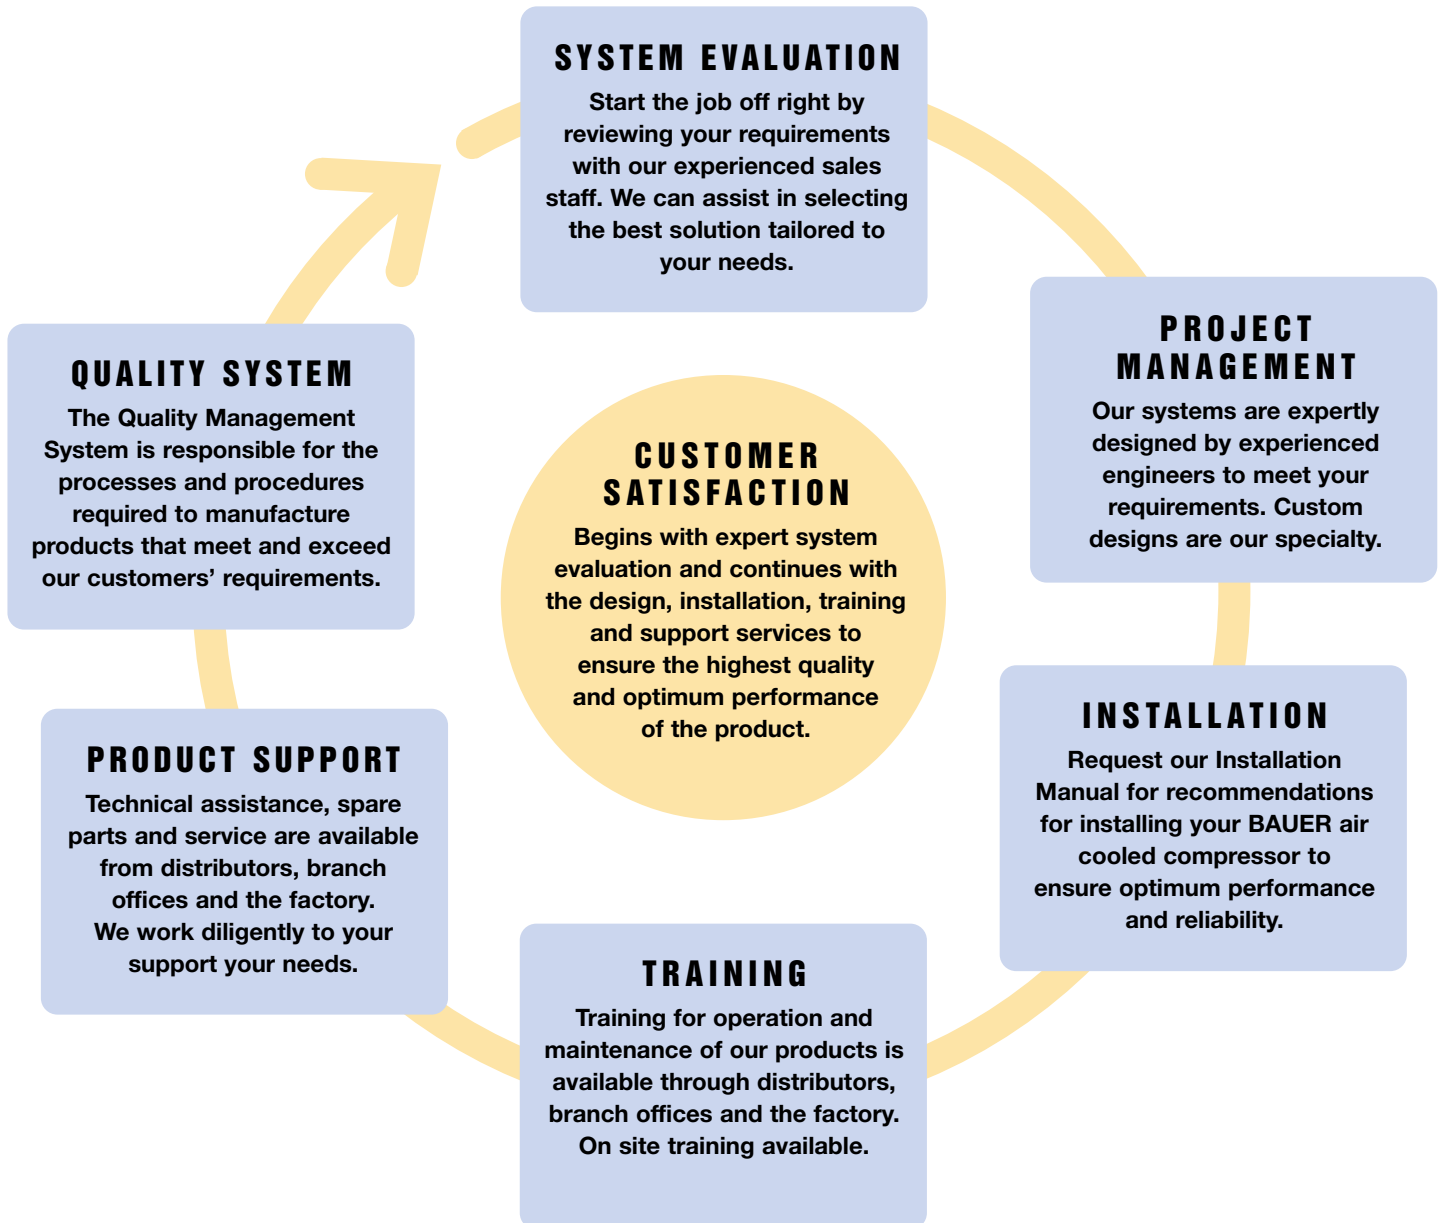 SYSTEM EVALUATION
Start the job off right by
reviewing your requirements
with our experienced sales
staff. We can assist in selecting
the best solution tailored to
your needs.
PROJECT
MANAGEMENT
Our systems are expertly
designed by experienced
engineers to meet your
requirements. Custom
designs are our specialty.
INSTALLATION
Request our Installation
Manual for recommendations
for installing your BAUER air
cooled compressor to
ensure optimum performance
and reliability.
TRAINING
Training for operation and
maintenance of our products is
available through distributors,
branch offices and the factory.
On site training available.
PRODUCT SUPPORT
Technical assistance, spare
parts and service are available
from distributors, branch
offices and the factory.
We work diligently to your
support your needs.
QUALITY SYSTEM
The Quality Management
System is responsible for the
processes and procedures
required to manufacture
products that meet and exceed
our customers’ requirements.
CUSTOMER
SATISFACTION
Begins with expert system
evaluation and continues with
the design, installation, training
and support services to
ensure the highest quality
and optimum performance
of the product.